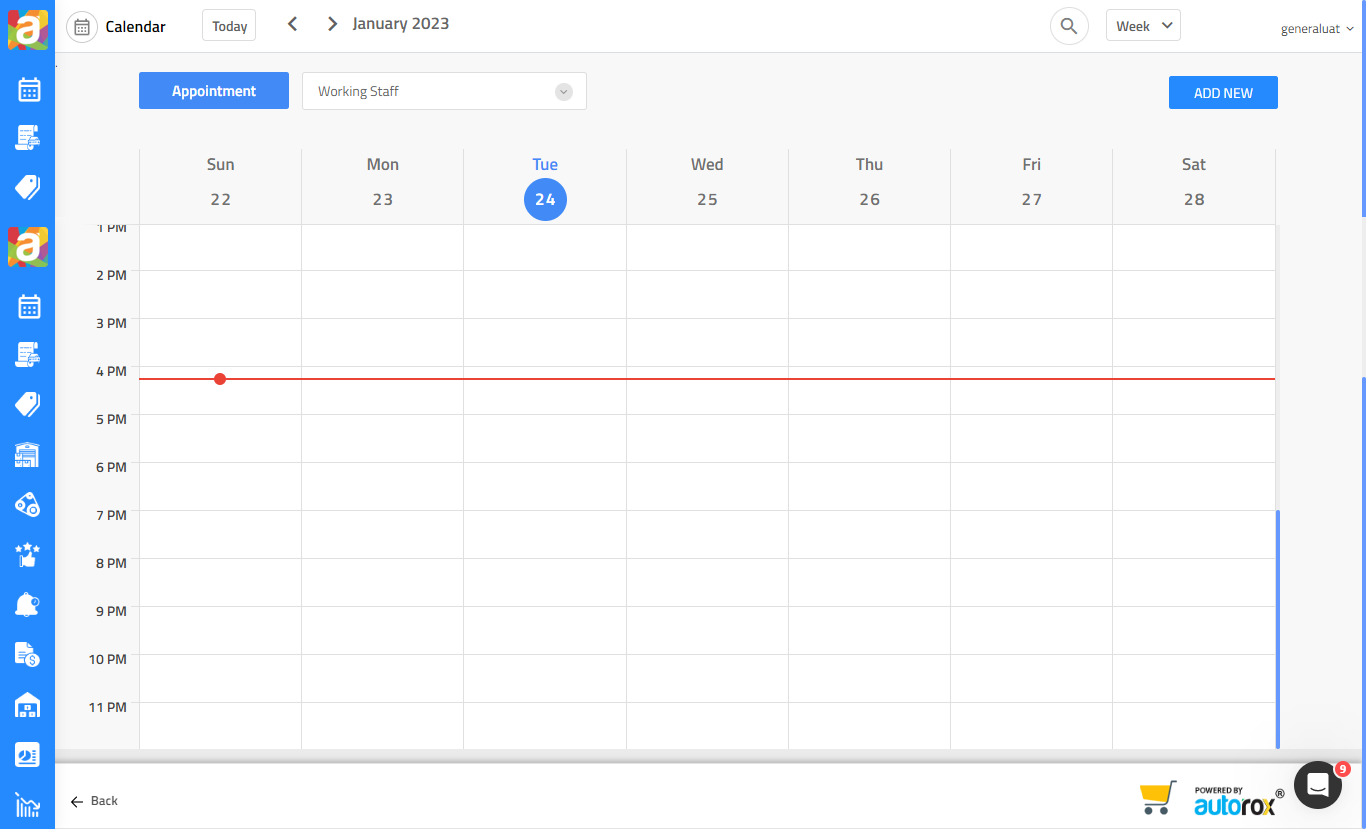 Calendar
Today
January 2023
Week
generaluat
Appointment
Working Staff
ADD NEW
Sun Mon Tue Wed Thu Fri Sat
22 23 24 25 26 27 28
1 PM
2 PM
3 PM
4 PM
5 PM
6 PM
7 PM
8 PM
9 PM
10 PM
11 PM
Back
POWERED BY
autorox®
9